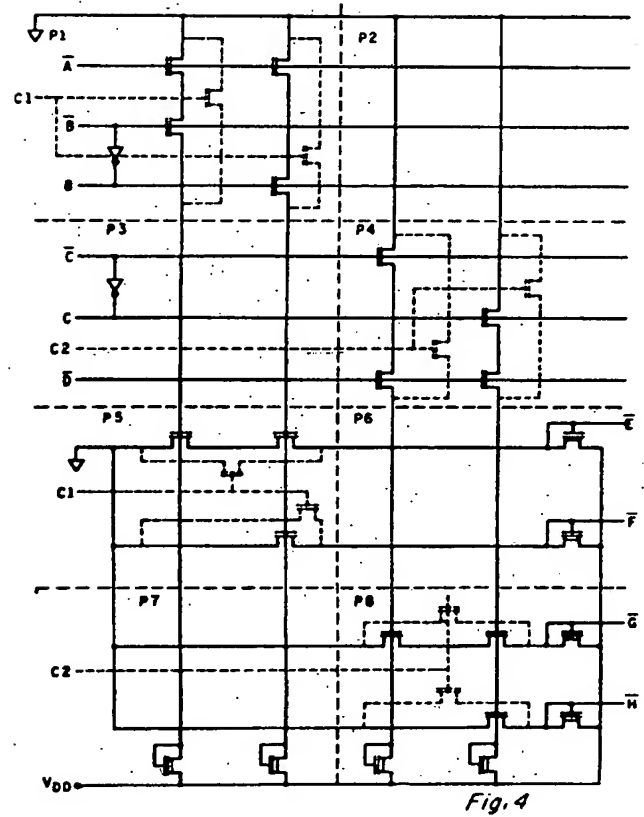 P1 P2
A̅
C1
B̅
B
P3 P4
C̅
C
C2
D̅
P5 P6
E̅
C1
F̅
P7 P8
G̅
C2
H̅
VDD
Fig. 4